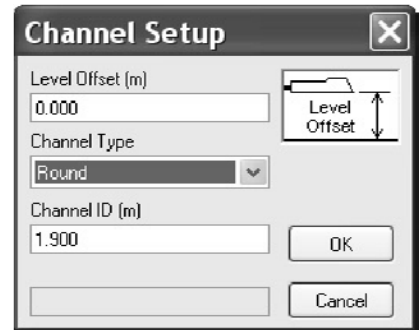 Channel Setup
Level Offset (m)
0.000
Level
Offset
Channel Type
Round
Channel ID (m)
1.900
OK
Cancel